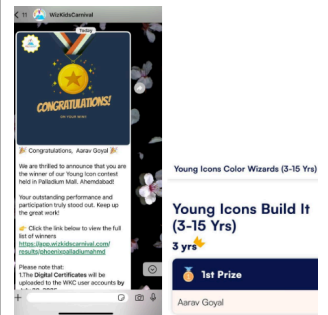 11 WizKidsCarnival
Today
CONGRATULATIONS!
ON YOUR WIN!
🎉 Congratulations, Aarav Goyal 🎉
We are thrilled to announce that you are
the winner of our Young Icon contest
held in Palladium Mall. Ahemdabad!
Your outstanding performance and
participation truly stood out. Keep up
the great work!
👉 Click the link below to view the full
list of winners
https://app.wizkidscarnival.com/
results/phoenixpalladiumahmd
Please note that:
1.The Digital Certificates will be
uploaded to the WKC user accounts by
Young Icons Color Wizards (3-15 Yrs)
Young Icons Build It
(3-15 Yrs)
3 yrs
1st Prize
Aarav Goyal